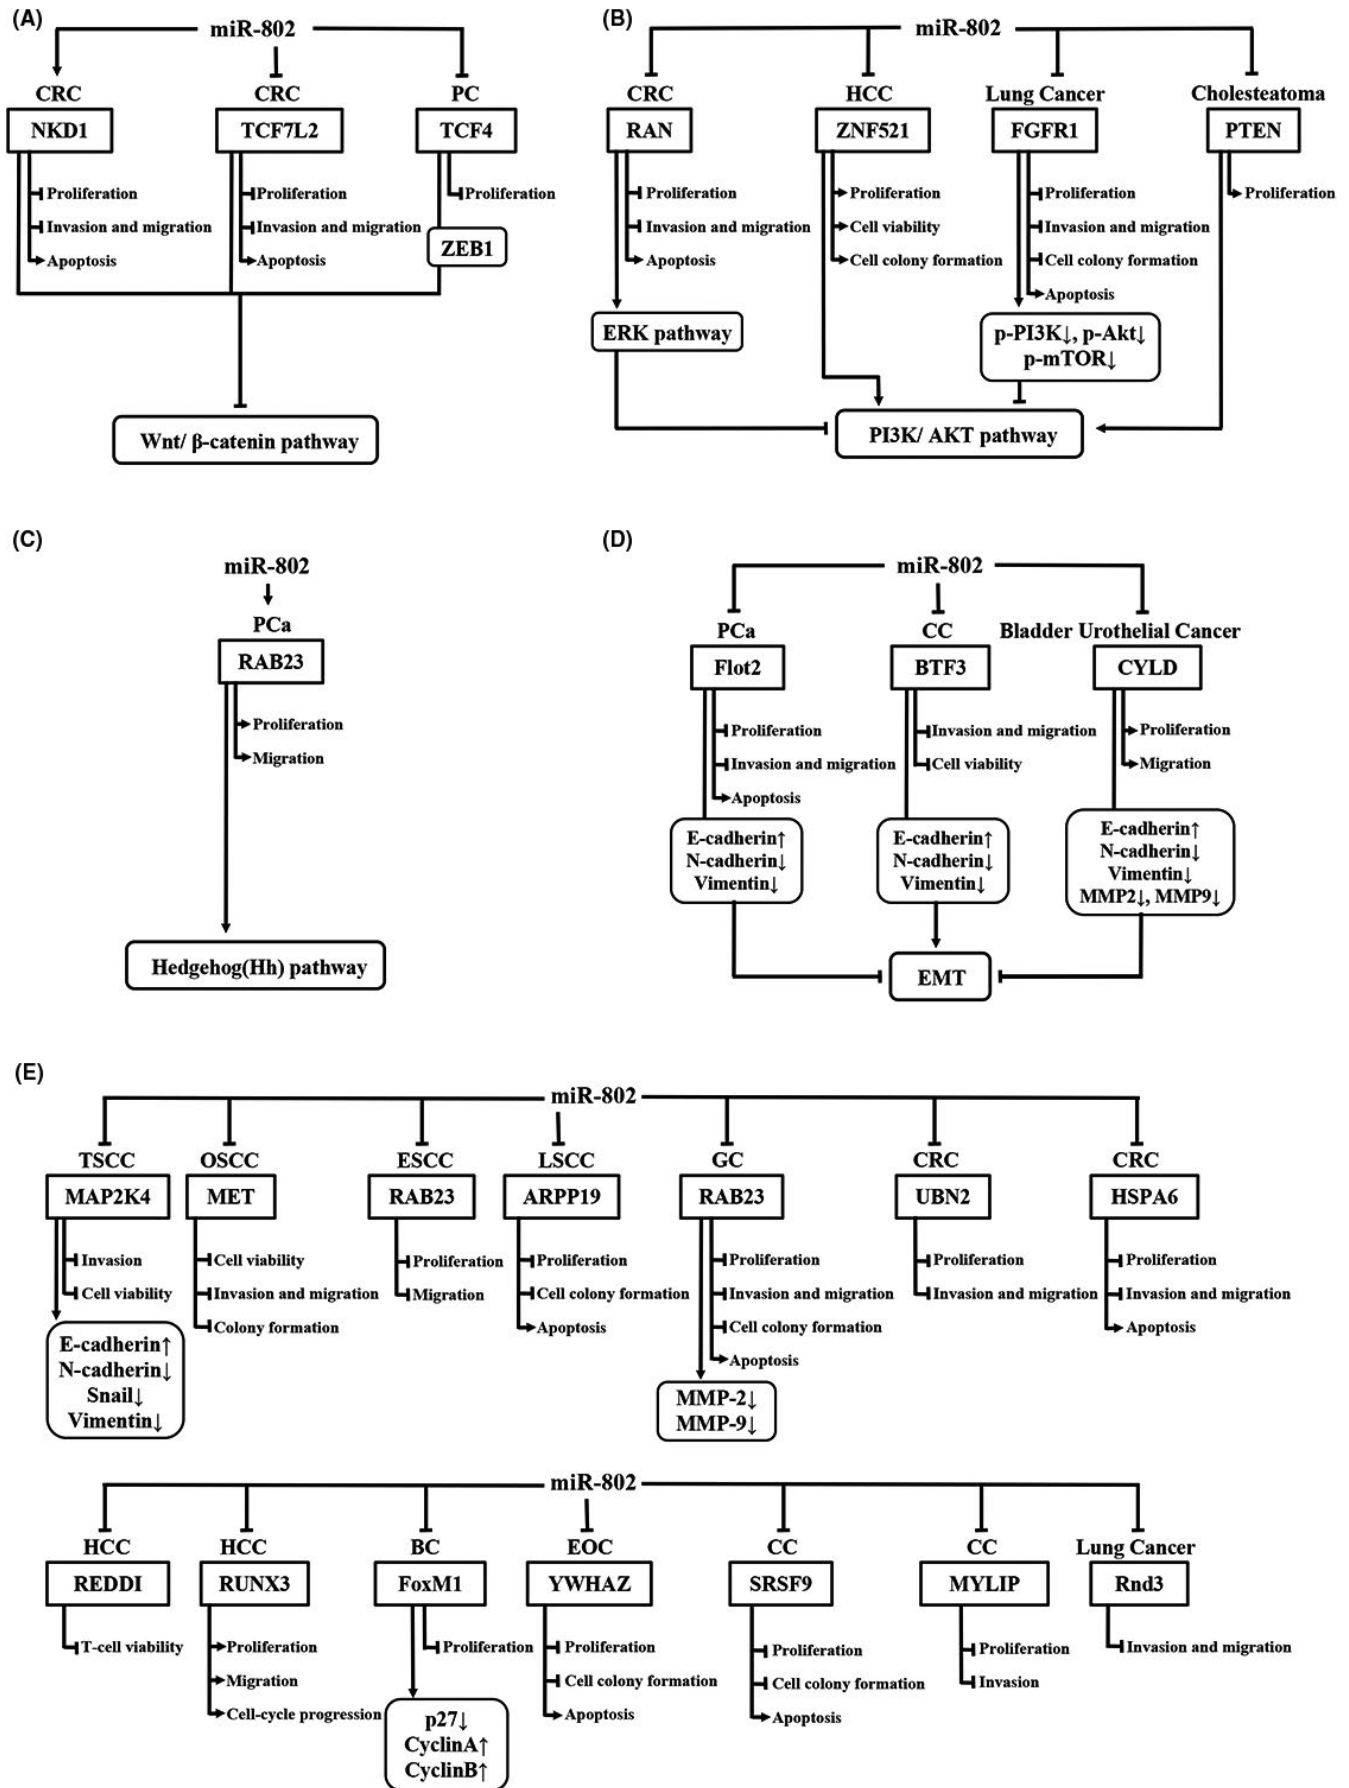 (A)
miR-802
CRC
CRC
PC
NKD1
TCF7L2
TCF4
Proliferation
Proliferation
Proliferation
Invasion and migration
Invasion and migration
ZEB1
Apoptosis
Apoptosis
Wnt/ β-catenin pathway
(B)
miR-802
CRC
HCC
Lung Cancer
Cholesteatoma
RAN
ZNF521
FGFR1
PTEN
Proliferation
Proliferation
Proliferation
Proliferation
Invasion and migration
Cell viability
Invasion and migration
Apoptosis
Cell colony formation
Cell colony formation
Apoptosis
ERK pathway
p-PI3K↓, p-Akt↓
p-mTOR↓
PI3K/ AKT pathway
(C)
miR-802
PCa
RAB23
Proliferation
Migration
Hedgehog(Hh) pathway
(D)
miR-802
PCa
CC
Bladder Urothelial Cancer
Flot2
BTF3
CYLD
Proliferation
Invasion and migration
Proliferation
Invasion and migration
Cell viability
Migration
Apoptosis
E-cadherin↑
N-cadherin↓
Vimentin↓
E-cadherin↑
N-cadherin↓
Vimentin↓
E-cadherin↑
N-cadherin↓
Vimentin↓
MMP2↓, MMP9↓
EMT
(E)
miR-802
TSCC
OSCC
ESCC
LSCC
GC
CRC
CRC
MAP2K4
MET
RAB23
ARPP19
RAB23
UBN2
HSPA6
Invasion
Cell viability
Proliferation
Proliferation
Proliferation
Proliferation
Proliferation
Cell viability
Invasion and migration
Migration
Cell colony formation
Invasion and migration
Invasion and migration
Invasion and migration
Colony formation
Apoptosis
Cell colony formation
Apoptosis
Apoptosis
E-cadherin↑
N-cadherin↓
Snail↓
Vimentin↓
MMP-2↓
MMP-9↓
miR-802
HCC
HCC
BC
EOC
CC
CC
Lung Cancer
REDDI
RUNX3
FoxM1
YWHAZ
SRSF9
MYLIP
Rnd3
T-cell viability
Proliferation
Proliferation
Proliferation
Proliferation
Proliferation
Invasion and migration
Migration
Cell colony formation
Cell colony formation
Invasion
Cell-cycle progression
Apoptosis
Apoptosis
p27↓
CyclinA↑
CyclinB↑